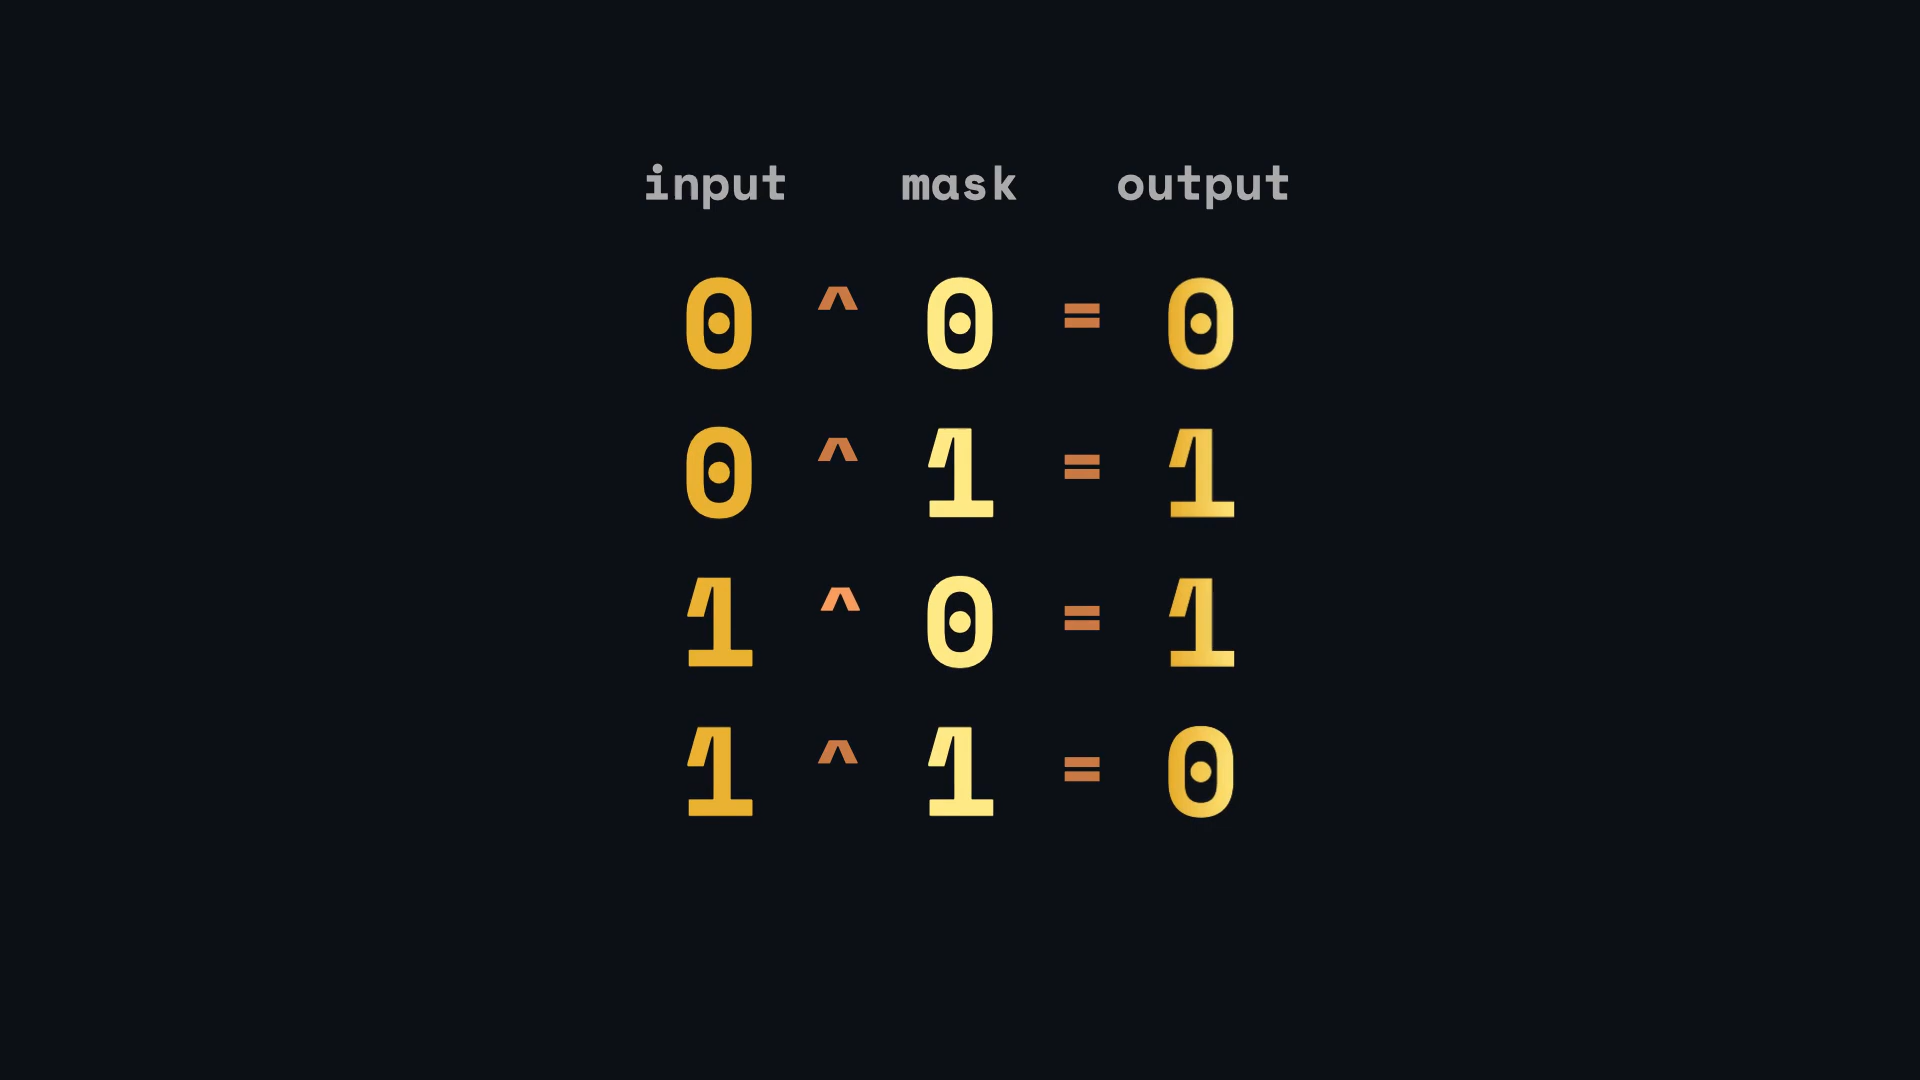 input mask output
0 ^ 0 = 0
0 ^ 1 = 1
1 ^ 0 = 1
1 ^ 1 = 0